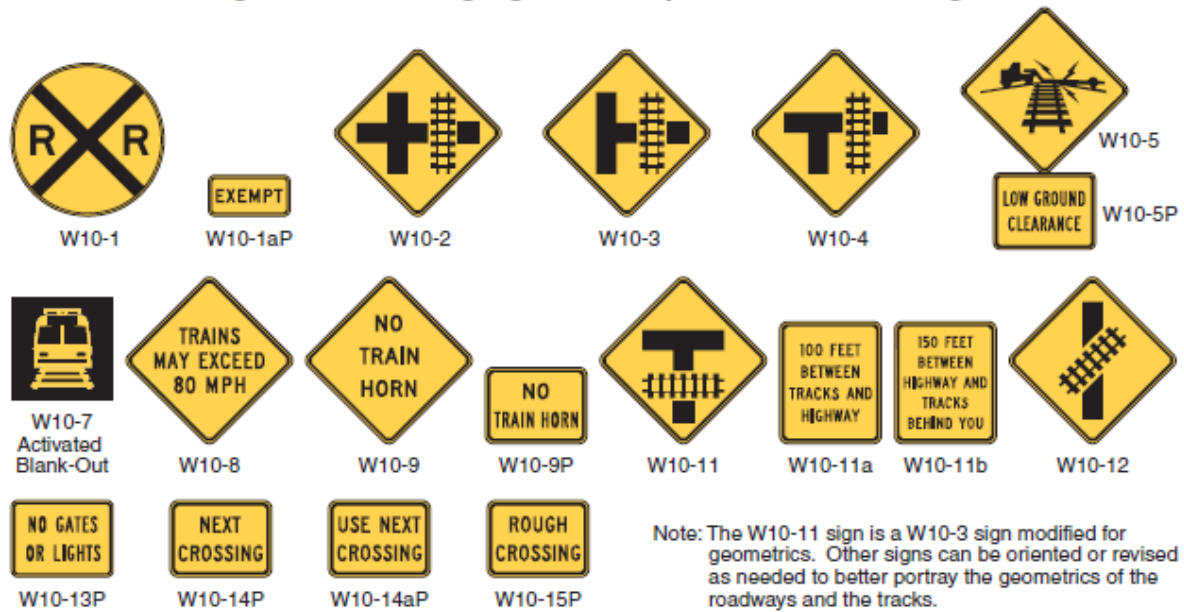 R R
W10-1
EXEMPT
W10-1aP
W10-2
W10-3
W10-4
W10-5
LOW GROUND
CLEARANCE
W10-5P
W10-7
Activated
Blank-Out
TRAINS
MAY EXCEED
80 MPH
W10-8
NO
TRAIN
HORN
W10-9
NO
TRAIN HORN
W10-9P
W10-11
100 FEET
BETWEEN
TRACKS AND
HIGHWAY
W10-11a
150 FEET
BETWEEN
HIGHWAY AND
TRACKS
BEHIND YOU
W10-11b
W10-12
NO GATES
OR LIGHTS
W10-13P
NEXT
CROSSING
W10-14P
USE NEXT
CROSSING
W10-14aP
ROUGH
CROSSING
W10-15P
Note: The W10-11 sign is a W10-3 sign modified for
geometrics. Other signs can be oriented or revised
as needed to better portray the geometrics of the
roadways and the tracks.